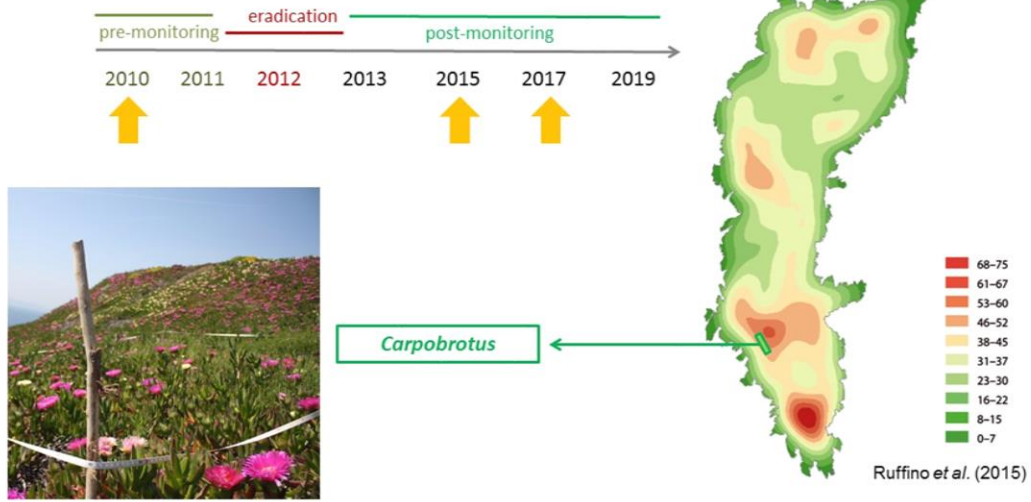 eradication
pre-monitoring
post-monitoring
2010 2011 2012 2013 2015 2017 2019
Carpobrotus
68–75
61–67
53–60
46–52
38–45
31–37
23–30
16–22
8–15
0–7
Ruffino et al. (2015)